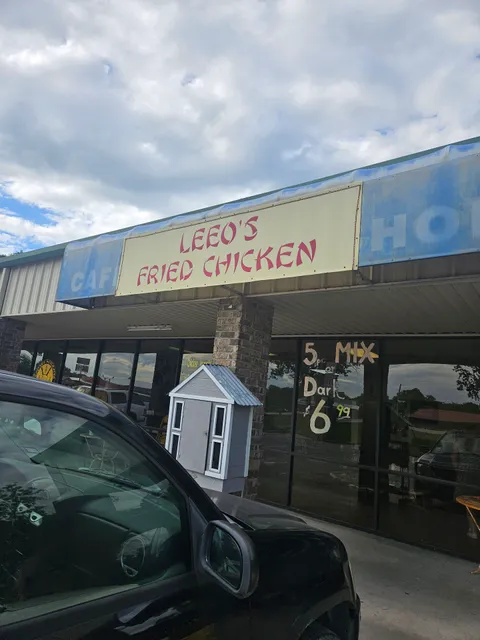 LEEO'S
FRIED CHICKEN
CAF
HO
5 MIX
Dark
$6.99